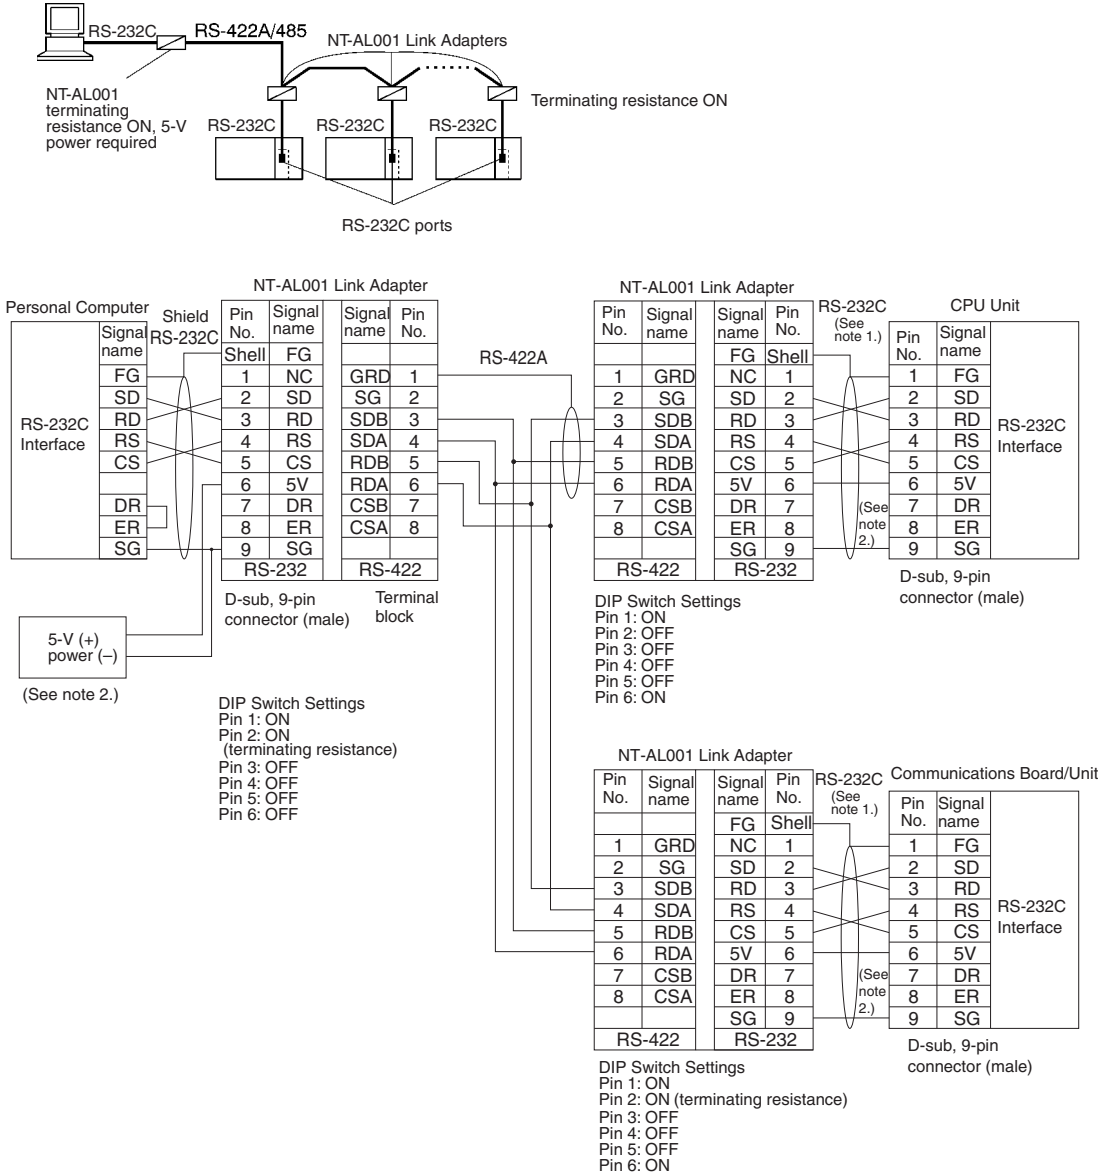 RS-232C
RS-422A/485
NT-AL001 Link Adapters
NT-AL001
terminating
resistance ON, 5-V
power required
Terminating resistance ON
RS-232C RS-232C RS-232C
RS-232C ports
Personal Computer
Shield
RS-232C
Signal
name
FG
SD
RD
RS
CS
DR
ER
SG
RS-232C
Interface
5-V (+)
power (–)
(See note 2.)
NT-AL001 Link Adapter
Pin No. Signal name Signal name Pin No.
Shell FG
1 NC GRD 1
2 SD SG 2
3 RD SDB 3
4 RS SDA 4
5 CS RDB 5
6 5V RDA 6
7 DR CSB 7
8 ER CSA 8
9 SG
RS-232 RS-422
D-sub, 9-pin
connector (male)
Terminal
block
DIP Switch Settings
Pin 1: ON
Pin 2: ON
(terminating resistance)
Pin 3: OFF
Pin 4: OFF
Pin 5: OFF
Pin 6: OFF
RS-422A
NT-AL001 Link Adapter
Pin No. Signal name Signal name Pin No.
FG Shell
1 GRD NC 1
2 SG SD 2
3 SDB RD 3
4 SDA RS 4
5 RDB CS 5
6 RDA 5V 6
7 CSB DR 7
8 CSA ER 8
SG 9
RS-422 RS-232
DIP Switch Settings
Pin 1: ON
Pin 2: OFF
Pin 3: OFF
Pin 4: OFF
Pin 5: OFF
Pin 6: ON
RS-232C
(See
note 1.)
(See
note
2.)
CPU Unit
Pin No. Signal name
1 FG
2 SD
3 RD
4 RS
5 CS
6 5V
7 DR
8 ER
9 SG
RS-232C
Interface
D-sub, 9-pin
connector (male)
NT-AL001 Link Adapter
Pin No. Signal name Signal name Pin No.
FG Shell
1 GRD NC 1
2 SG SD 2
3 SDB RD 3
4 SDA RS 4
5 RDB CS 5
6 RDA 5V 6
7 CSB DR 7
8 CSA ER 8
SG 9
RS-422 RS-232
DIP Switch Settings
Pin 1: ON
Pin 2: ON (terminating resistance)
Pin 3: OFF
Pin 4: OFF
Pin 5: OFF
Pin 6: ON
RS-232C
(See
note 1.)
(See
note
2.)
Communications Board/Unit
Pin No. Signal name
1 FG
2 SD
3 RD
4 RS
5 CS
6 5V
7 DR
8 ER
9 SG
RS-232C
Interface
D-sub, 9-pin
connector (male)